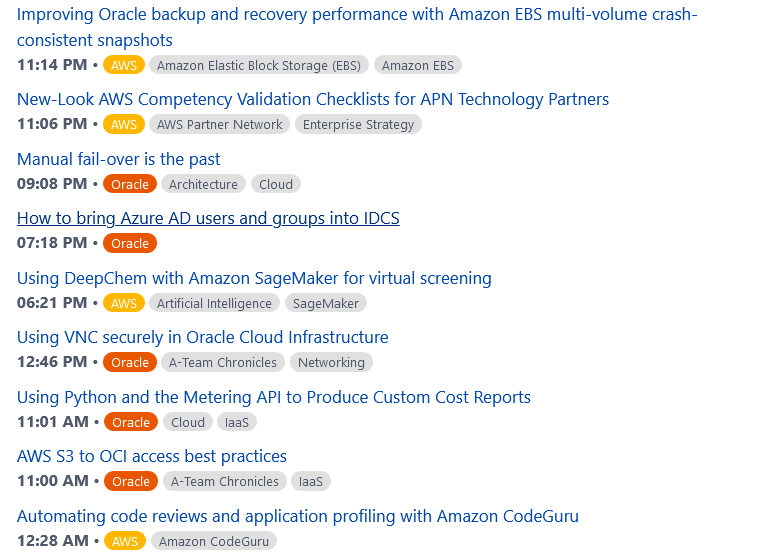 Improving Oracle backup and recovery performance with Amazon EBS multi-volume crash-
consistent snapshots
11:14 PM • AWS Amazon Elastic Block Storage (EBS) Amazon EBS
New-Look AWS Competency Validation Checklists for APN Technology Partners
11:06 PM • AWS AWS Partner Network Enterprise Strategy
Manual fail-over is the past
09:08 PM • Oracle Architecture Cloud
How to bring Azure AD users and groups into IDCS
07:18 PM • Oracle
Using DeepChem with Amazon SageMaker for virtual screening
06:21 PM • AWS Artificial Intelligence SageMaker
Using VNC securely in Oracle Cloud Infrastructure
12:46 PM • Oracle A-Team Chronicles Networking
Using Python and the Metering API to Produce Custom Cost Reports
11:01 AM • Oracle Cloud IaaS
AWS S3 to OCI access best practices
11:00 AM • Oracle A-Team Chronicles IaaS
Automating code reviews and application profiling with Amazon CodeGuru
12:28 AM • AWS Amazon CodeGuru